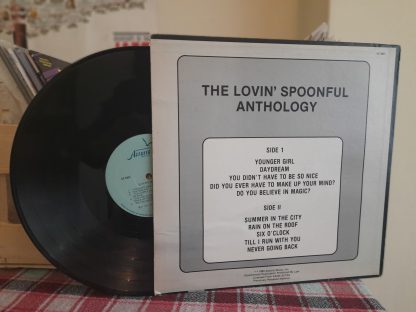 THE LOVIN' SPOONFUL
ANTHOLOGY
SIDE 1
YOUNGER GIRL
DAYDREAM
YOU DIDN'T HAVE TO BE SO NICE
DID YOU EVER HAVE TO MAKE UP YOUR MIND?
DO YOU BELIEVE IN MAGIC?
SIDE II
SUMMER IN THE CITY
RAIN ON THE ROOF
SIX O'CLOCK
TILL I RUN WITH YOU
NEVER GOING BACK